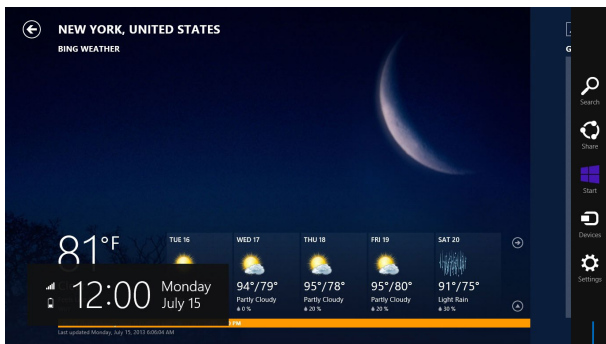 NEW YORK, UNITED STATES
BING WEATHER
G
Search
Share
Start
Devices
Settings
81°F
TUE 16
WED 17
94°/79°
Partly Cloudy
0 %
THU 18
95°/78°
Partly Cloudy
20 %
FRI 19
95°/80°
Partly Cloudy
20 %
SAT 20
91°/75°
Light Rain
30 %
12:00
Monday
July 15
PM
Last updated Monday, July 15, 2013 6:06:04 AM